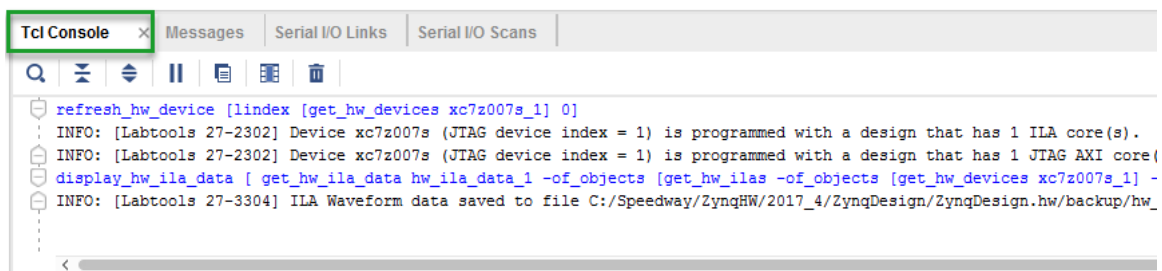 Tcl Console × Messages Serial I/O Links Serial I/O Scans
refresh_hw_device [lindex [get_hw_devices xc7z007s_1] 0]
INFO: [Labtools 27-2302] Device xc7z007s (JTAG device index = 1) is programmed with a design that has 1 ILA core(s).
INFO: [Labtools 27-2302] Device xc7z007s (JTAG device index = 1) is programmed with a design that has 1 JTAG AXI core(
display_hw_ila_data [ get_hw_ila_data hw_ila_data_1 -of_objects [get_hw_ilas -of_objects [get_hw_devices xc7z007s_1] -
INFO: [Labtools 27-3304] ILA Waveform data saved to file C:/Speedway/ZynqHW/2017_4/ZynqDesign/ZynqDesign.hw/backup/hw_